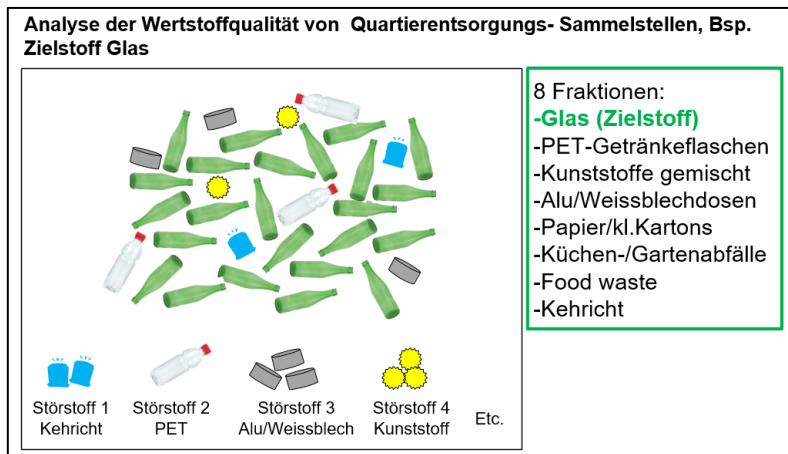 Analyse der Wertstoffqualität von Quartierentsorgungs- Sammelstellen, Bsp.
Zielstoff Glas
8 Fraktionen:
-Glas (Zielstoff)
-PET-Getränkeflaschen
-Kunststoffe gemischt
-Alu/Weissblechdosen
-Papier/kl.Kartons
-Küchen-/Gartenabfälle
-Food waste
-Kehricht
Störstoff 1
Kehricht
Störstoff 2
PET
Störstoff 3
Alu/Weissblech
Störstoff 4
Kunststoff
Etc.